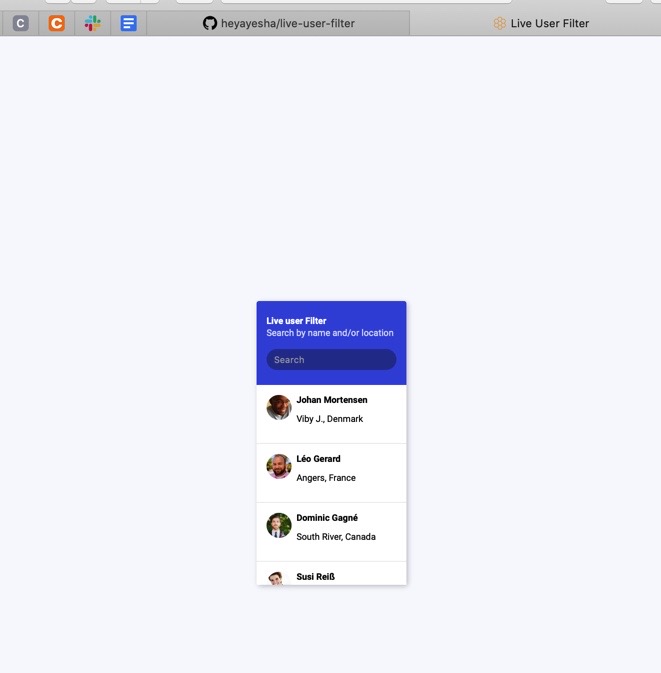 C
C
heyayesha/live-user-filter
Live User Filter
Live user Filter
Search by name and/or location
Search
Johan Mortensen
Viby J., Denmark
Léo Gerard
Angers, France
Dominic Gagné
South River, Canada
Susi Reiß